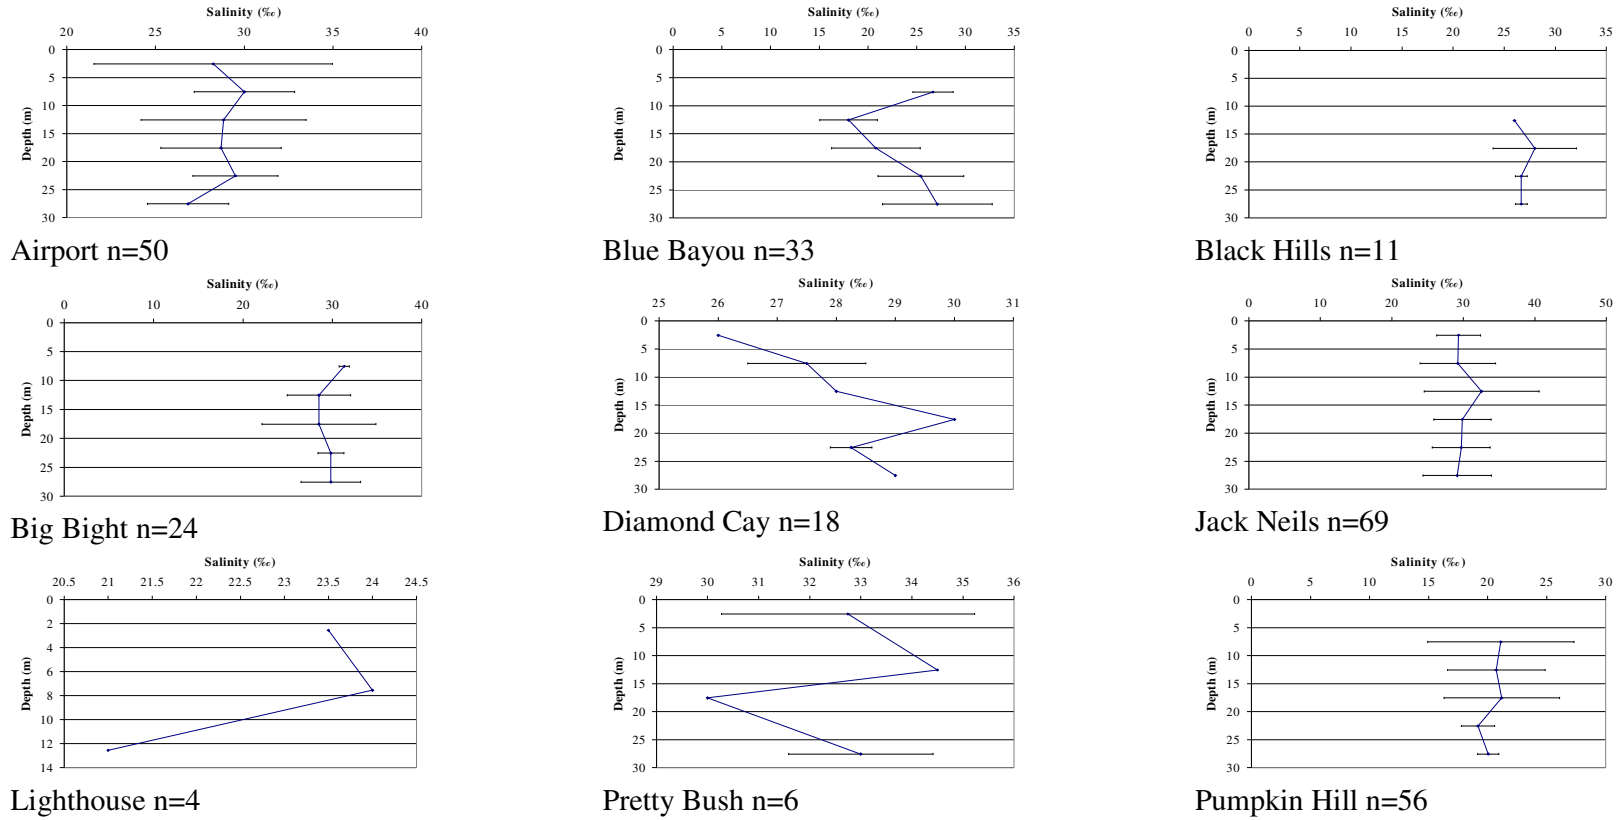 Salinity (‰)
20 25 30 35 40
0
5
10
15
20
25
30
Depth (m)
Airport n=50
Salinity (‰)
0 5 10 15 20 25 30 35
0
5
10
15
20
25
30
Depth (m)
Blue Bayou n=33
Salinity (‰)
0 5 10 15 20 25 30 35
0
5
10
15
20
25
30
Depth (m)
Black Hills n=11
Salinity (‰)
0 10 20 30 40
0
5
10
15
20
25
30
Depth (m)
Big Bight n=24
Salinity (‰)
25 26 27 28 29 30 31
0
5
10
15
20
25
30
Depth (m)
Diamond Cay n=18
Salinity (‰)
0 10 20 30 40 50
0
5
10
15
20
25
30
Depth (m)
Jack Neils n=69
Salinity (‰)
20.5 21 21.5 22 22.5 23 23.5 24 24.5
0
2
4
6
8
10
12
14
Depth (m)
Lighthouse n=4
Salinity (‰)
29 30 31 32 33 34 35 36
0
5
10
15
20
25
30
Depth (m)
Pretty Bush n=6
Salinity (‰)
0 5 10 15 20 25 30
0
5
10
15
20
25
30
Depth (m)
Pumpkin Hill n=56